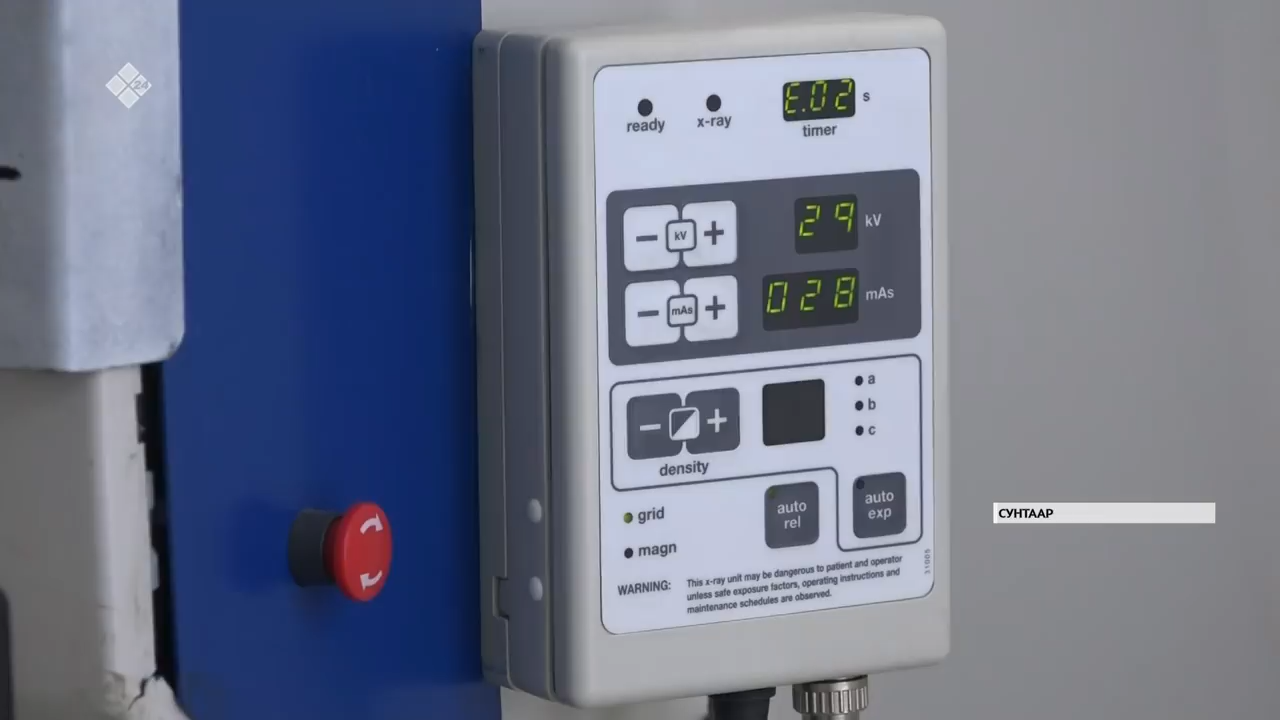 24
ready
x-ray
E.02 s
timer
− kV +
29 kV
− mAs +
028 mAs
a
b
c
− +
density
grid
magn
auto
rel
auto
exp
WARNING: This x-ray unit may be dangerous to patient and operator
unless safe exposure factors, operating instructions and
maintenance schedules are observed.
СУНТААР